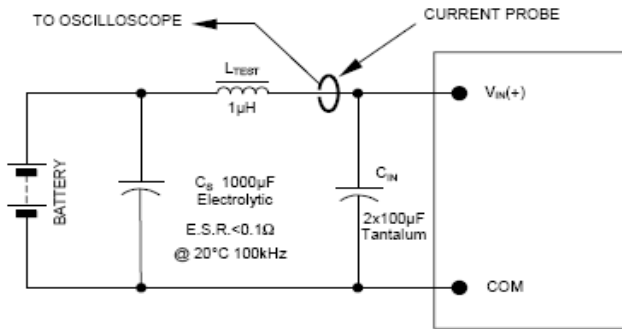 TO OSCILLOSCOPE
CURRENT PROBE
LTEST
1µH
VIN(+)
BATTERY
CS 1000µF
Electrolytic
E.S.R.<0.1Ω
@ 20°C 100kHz
CIN
2x100µF
Tantalum
COM